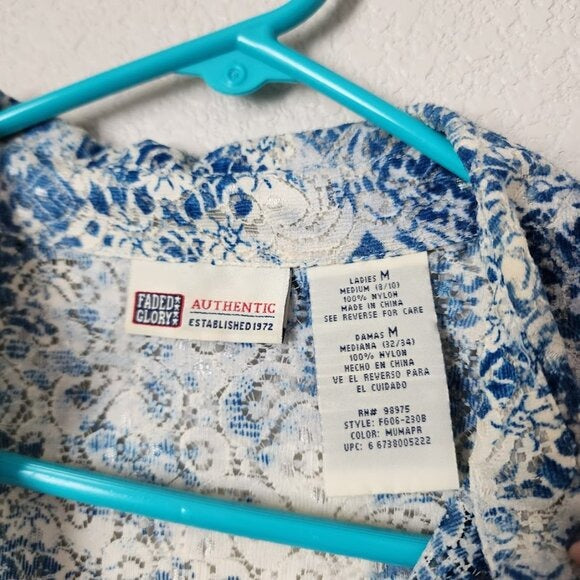 FADED
GLORY
AUTHENTIC
ESTABLISHED 1972
LADIES M
MEDIUM (8/10)
100% NYLON
MADE IN CHINA
SEE REVERSE FOR CARE
DAMAS M
MEDIANA (32/34)
100% NYLON
HECHO EN CHINA
VE EL REVERSO PARA
EL CUIDADO
RN# 98975
STYLE: FG06-230B
COLOR: MUMAPR
UPC: 6 6738005222